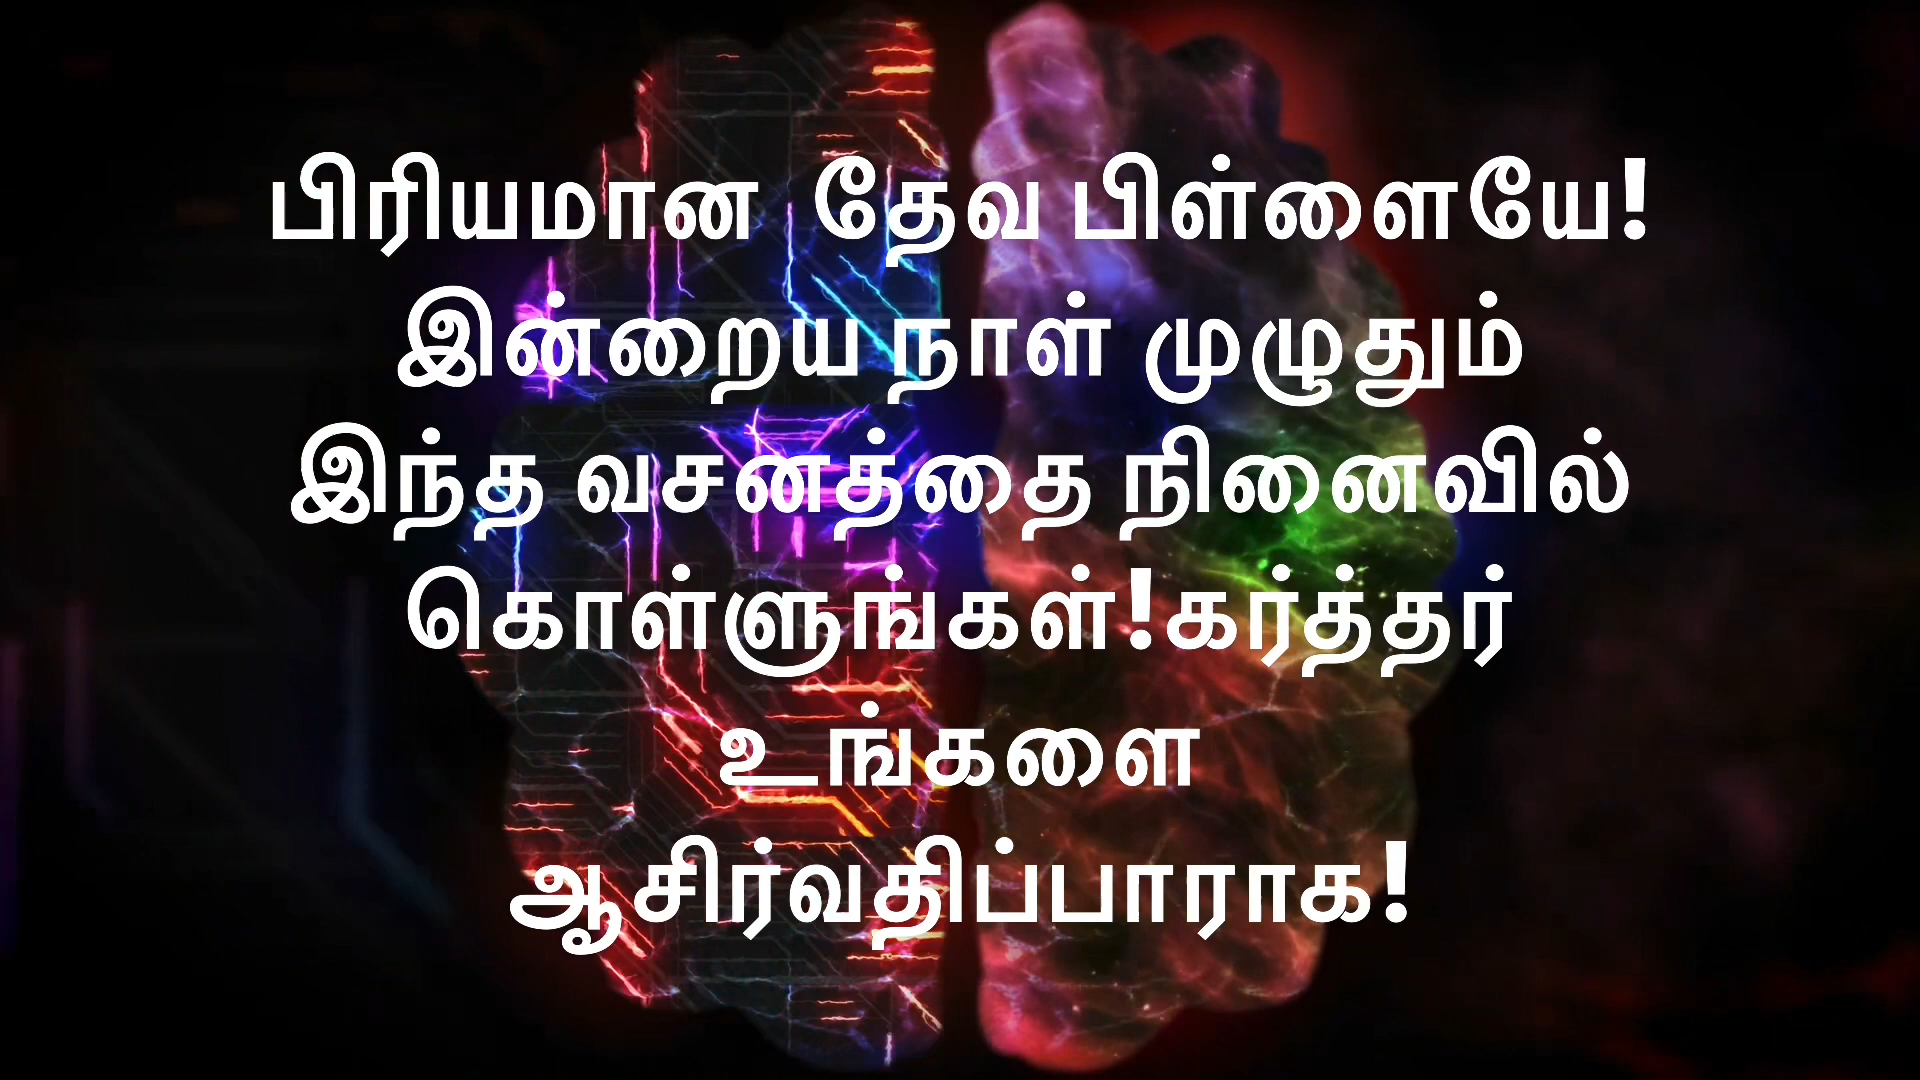 பிரியமான தேவ பிள்ளையே!
இன்றைய நாள் முழுதும்
இந்த வசனத்தை நினைவில்
கொள்ளுங்கள்!கர்த்தர்
உங்களை
ஆசிர்வதிப்பாராக!